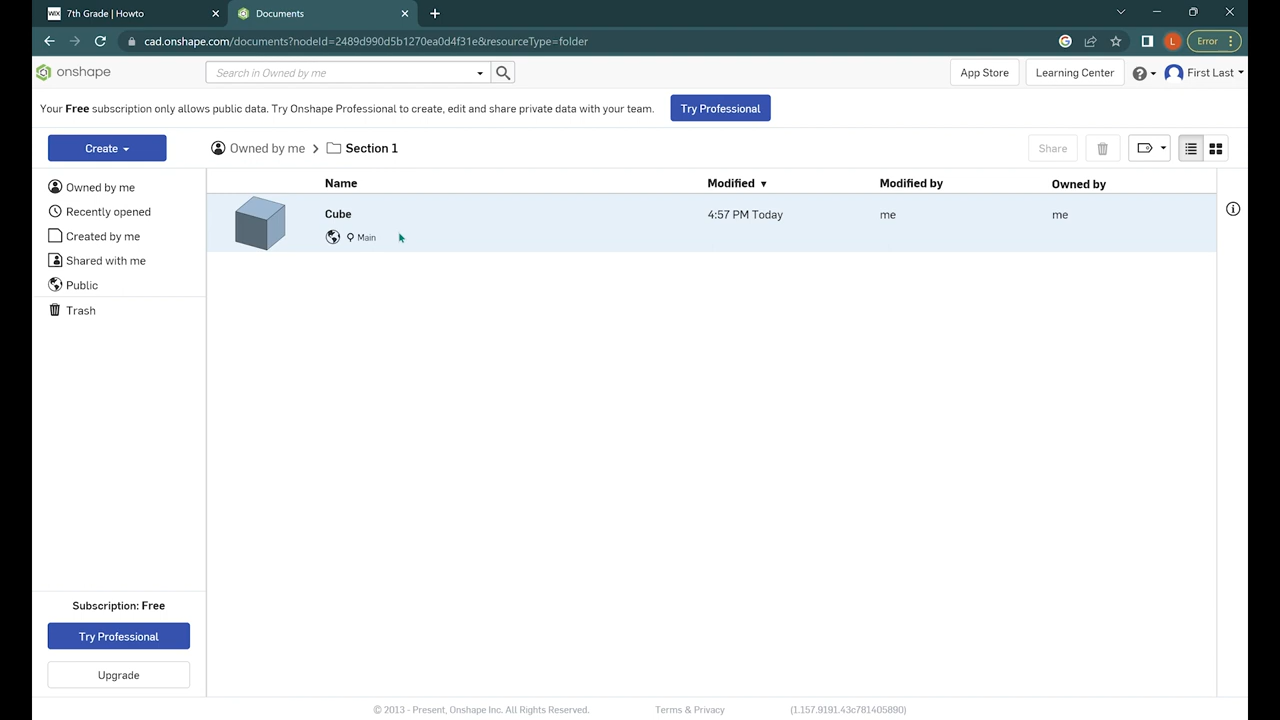 WIX 7th Grade | Howto
Documents
cad.onshape.com/documents?nodeId=2489d990d5b1270ea0d4f31e&resourceType=folder
L
Error
onshape
Search in Owned by me
App Store
Learning Center
First Last
Your Free subscription only allows public data. Try Onshape Professional to create, edit and share private data with your team.
Try Professional
Create
Owned by me
Section 1
Share
Owned by me
Recently opened
Created by me
Shared with me
Public
Trash
Name
Modified
Modified by
Owned by
Cube
4:57 PM Today
me
me
Main
Subscription: Free
Try Professional
Upgrade
© 2013 - Present, Onshape Inc. All Rights Reserved.
Terms & Privacy
(1.157.9191.43c781405890)